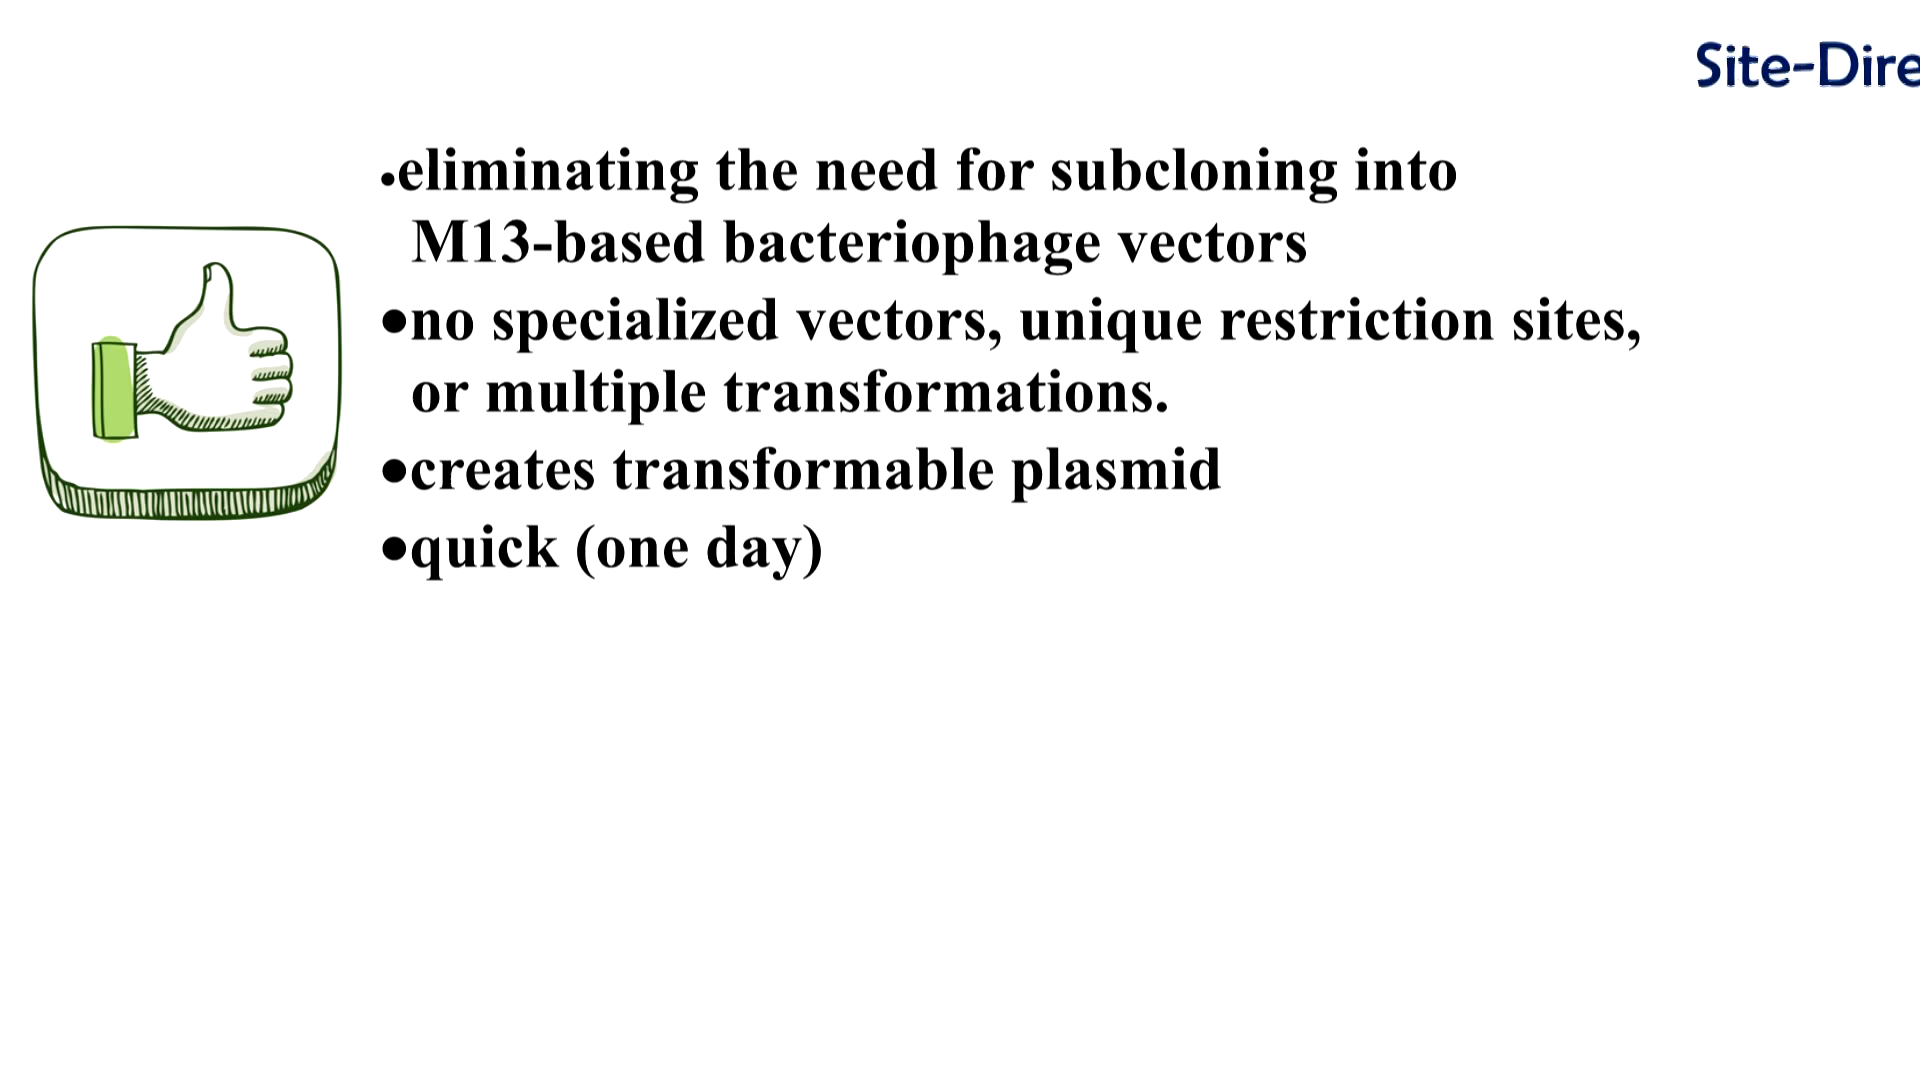 Site-Dire
•eliminating the need for subcloning into
M13-based bacteriophage vectors
•no specialized vectors, unique restriction sites,
or multiple transformations.
•creates transformable plasmid
•quick (one day)